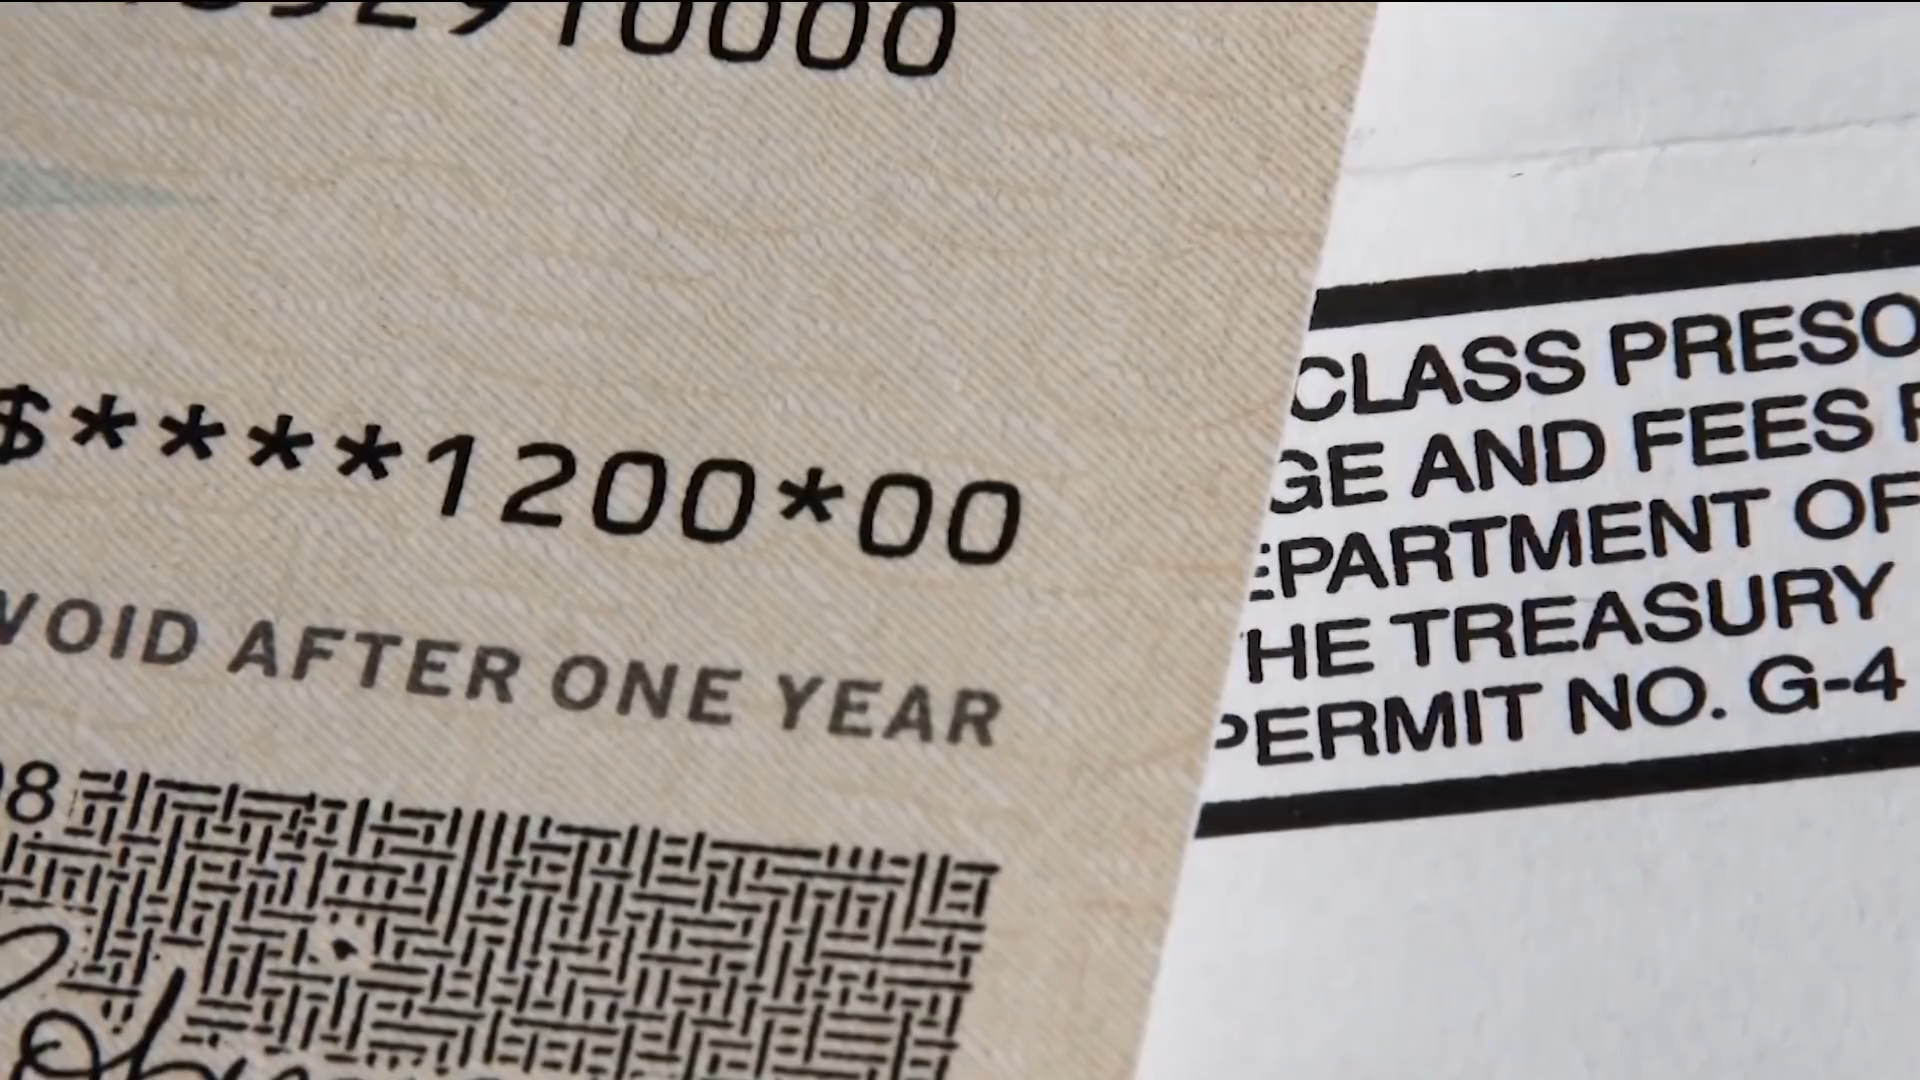 10000
$****1200*00
VOID AFTER ONE YEAR
8
CLASS PRESO
GE AND FEES
EPARTMENT OF
HE TREASURY
PERMIT NO. G-4